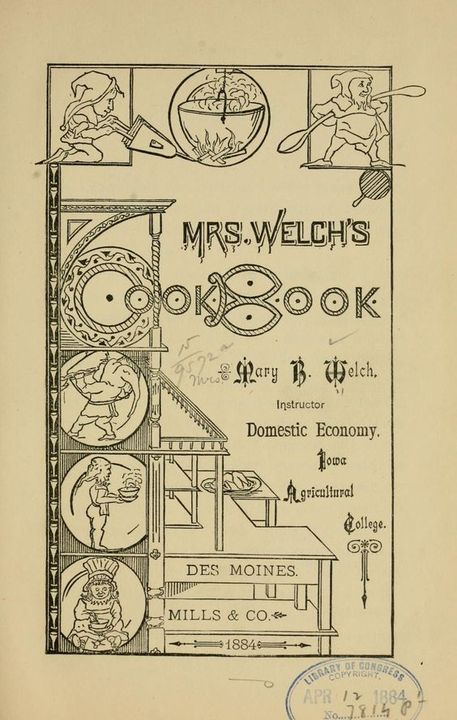 MRS. WELCH'S
COOK BOOK
Mary B. Welch,
Instructor
Domestic Economy,
Iowa
Agricultural
College.
DES MOINES.
MILLS & CO.
1884
LIBRARY OF CONGRESS
COPYRIGHT.
APR 12 1884
No.